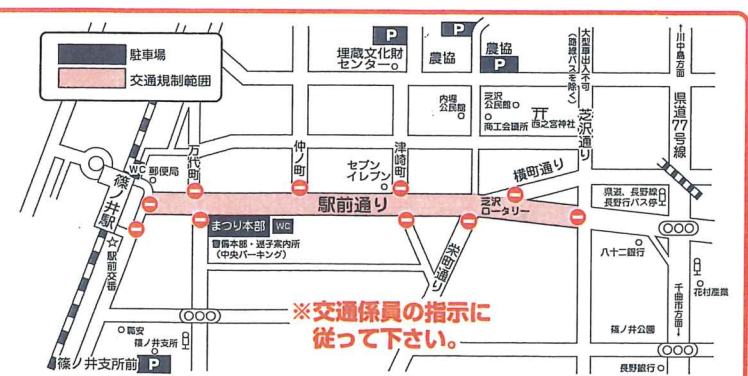 駐車場
交通規制範囲
P
埋蔵文化財
センター
P
農協
農協
P
大型車出入不可
(路線バスを除く)
芝沢通り
←川中島方面
県道77号線
内堀
公民館
芝沢
公民館
商工会議所
西之宮神社
万代町
仲ノ町
津崎町
セブン
イレブン
横町通り
WC
郵便局
篠ノ井駅
駅前交番
駅前通り
芝沢
ロータリー
県道、長野線
長野行バス停
まつり本部
WC
警備本部・迷子案内所
(中央パーキング)
栄町通り
八十二銀行
千曲市方面→
花村産業
※交通係員の指示に
従って下さい。
職安
篠ノ井支所
篠ノ井支所前
P
篠ノ井公園
長野銀行